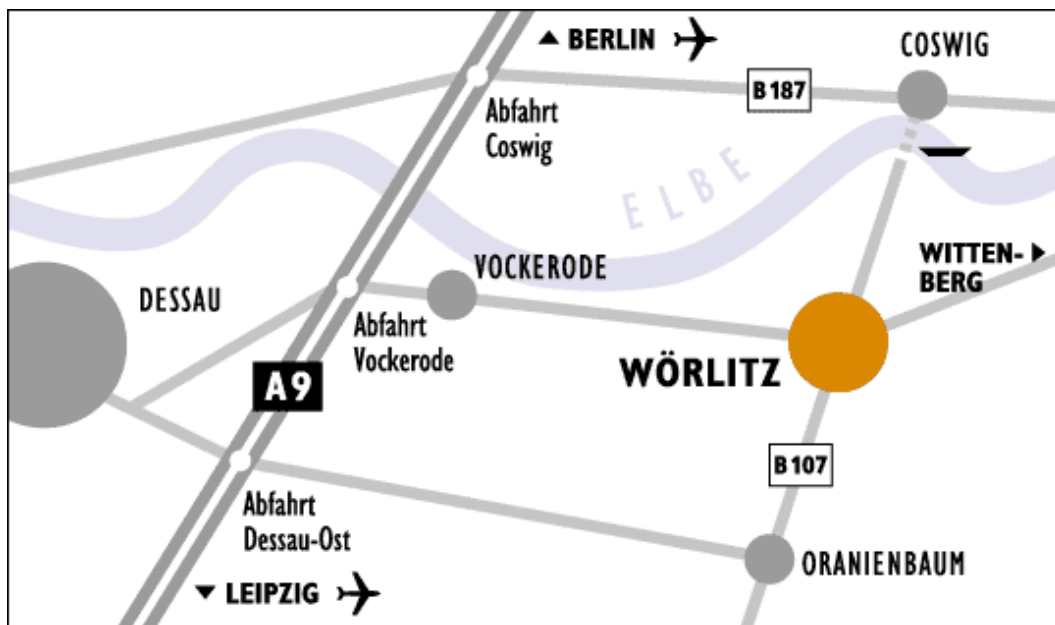 BERLIN
COSWIG
B 187
Abfahrt
Coswig
ELBE
WITTEN-
BERG
VOCKERODE
DESSAU
Abfahrt
Vockerode
WÖRLITZ
A9
B 107
Abfahrt
Dessau-Ost
ORANIENBAUM
LEIPZIG